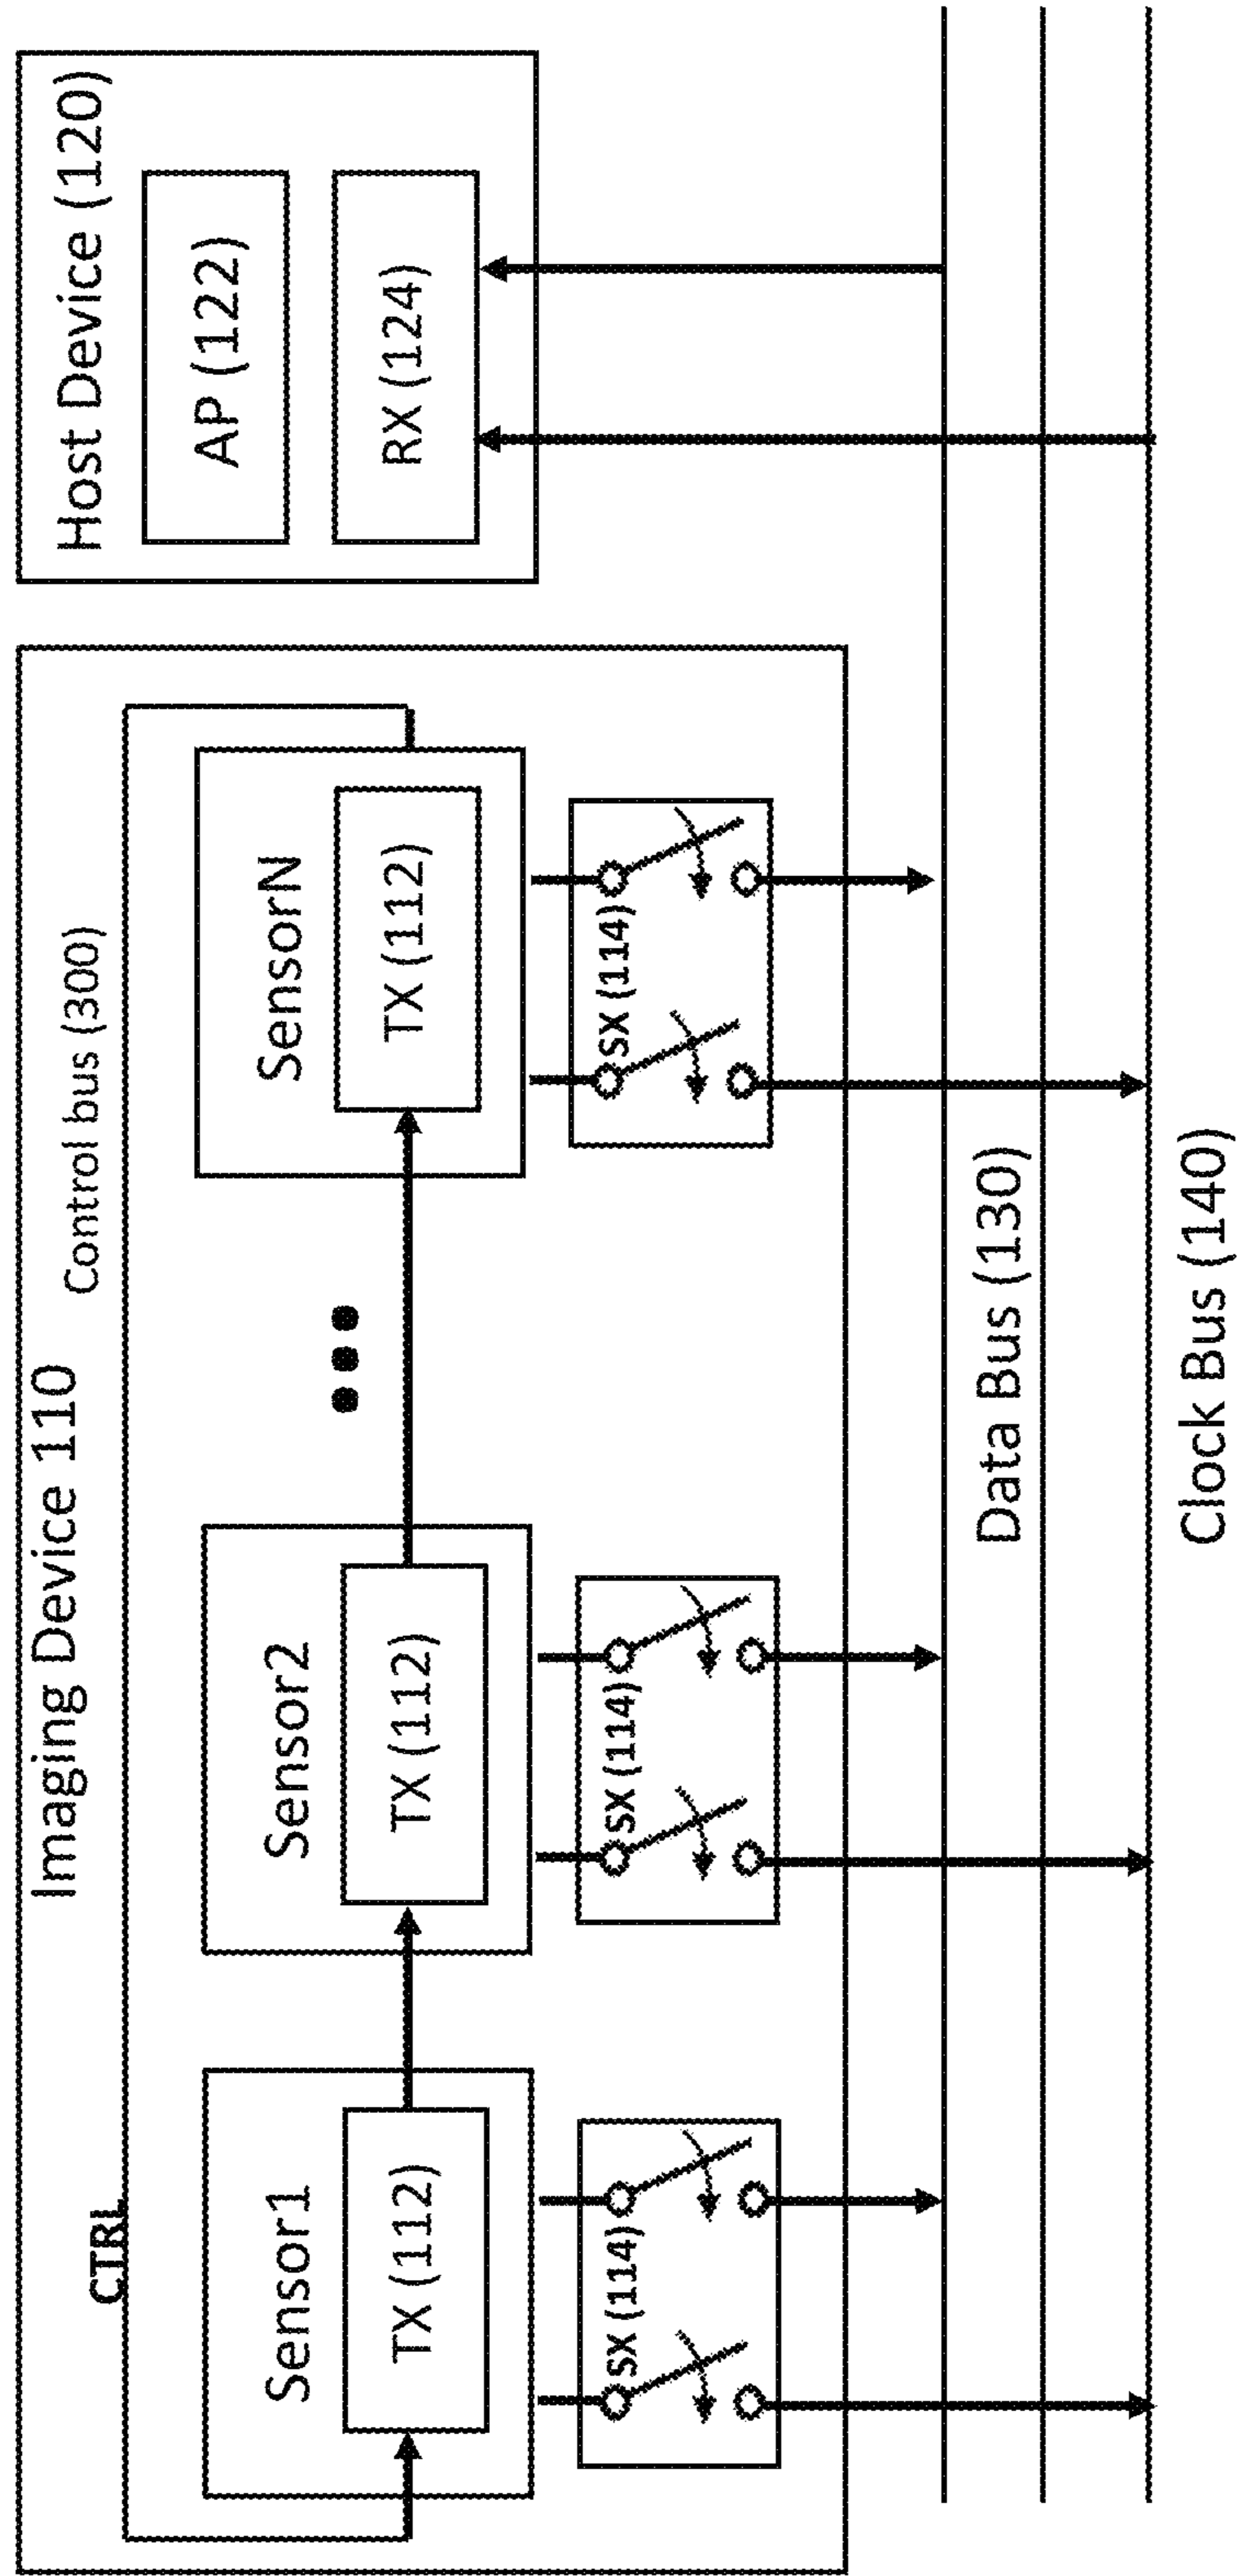 Imaging Device 110
Control bus (300)
CTRL
Sensor1
TX (112)
SX (114)
Sensor2
TX (112)
SX (114)
SensorN
TX (112)
SX (114)
Host Device (120)
AP (122)
RX (124)
Data Bus (130)
Clock Bus (140)